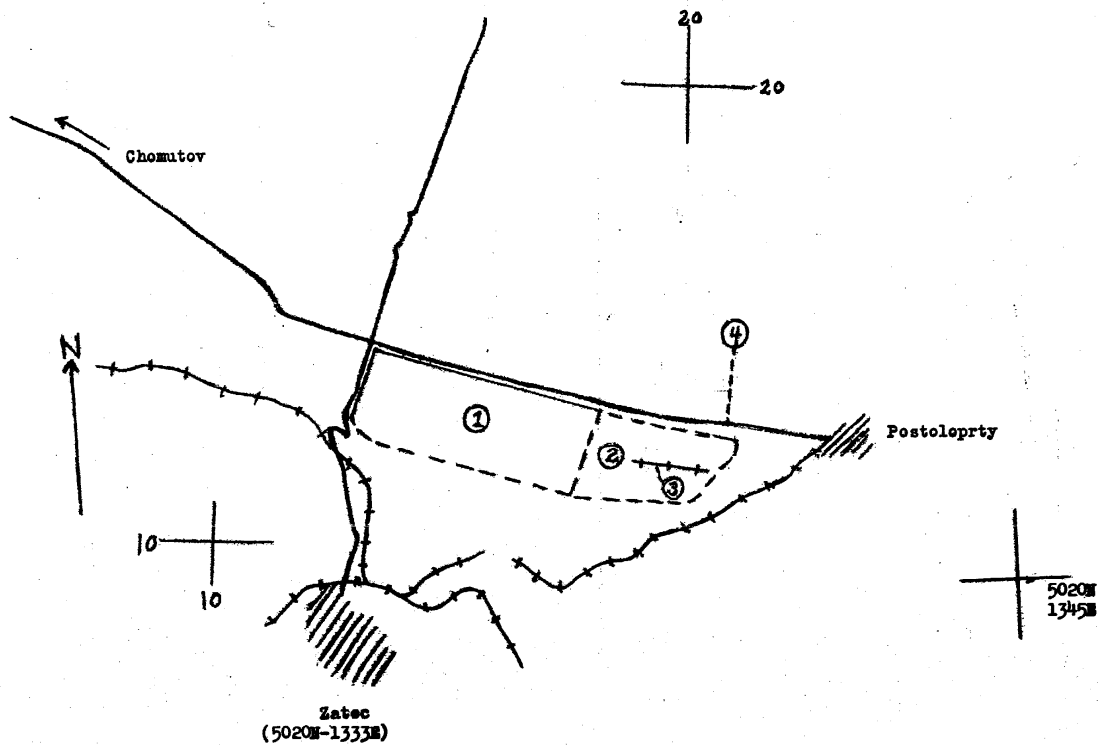 20
20
Chomutov
N
4
1
2
3
Postoloprty
10
10
5020N
1345E
Zatec
(5020N-1333E)